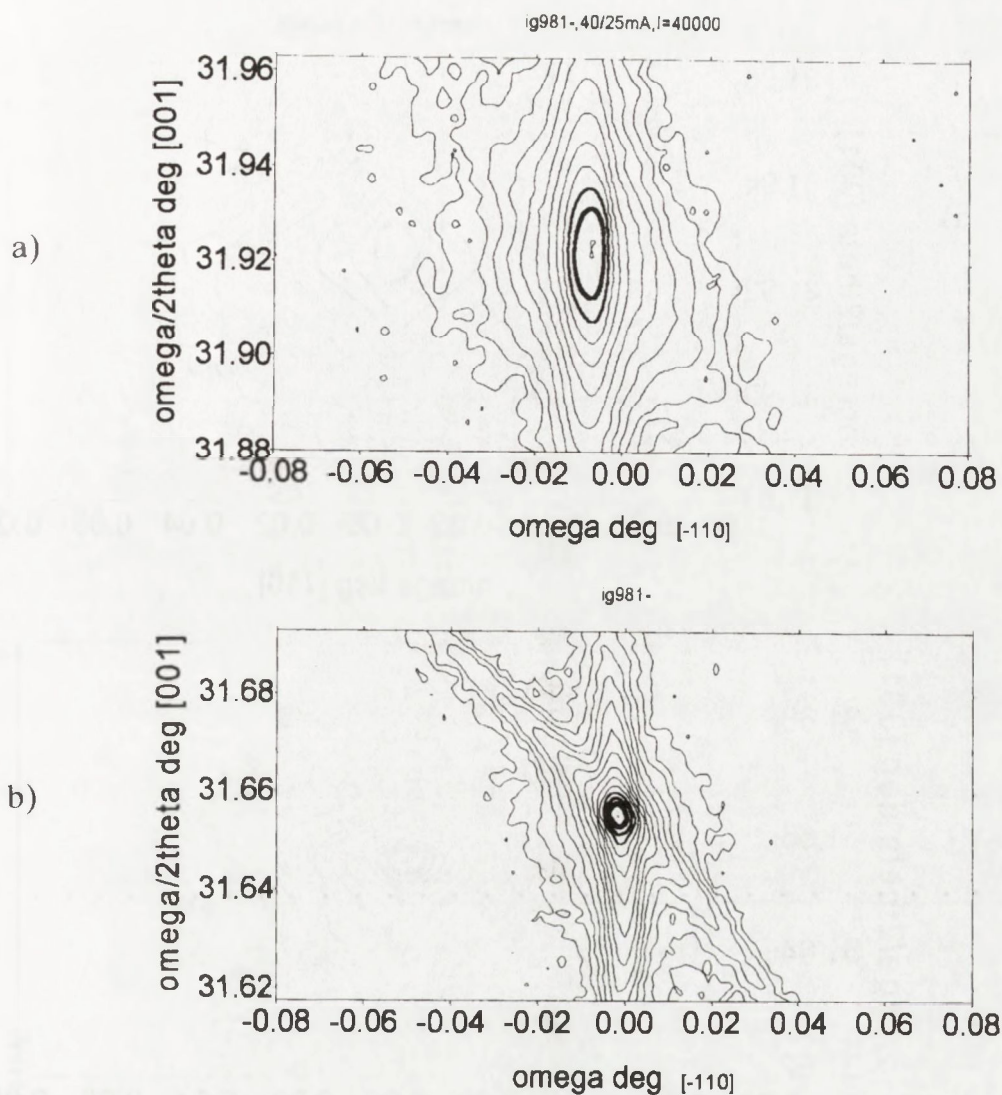 ig981-,40/25mA,I=40000
a)
omega/2theta deg [001]
31.96
31.94
31.92
31.90
31.88
-0.08 -0.06 -0.04 -0.02 0.00 0.02 0.04 0.06 0.08
omega deg [-110]
ig981-
b)
omega/2theta deg [001]
31.68
31.66
31.64
31.62
-0.08 -0.06 -0.04 -0.02 0.00 0.02 0.04 0.06 0.08
omega deg [-110]